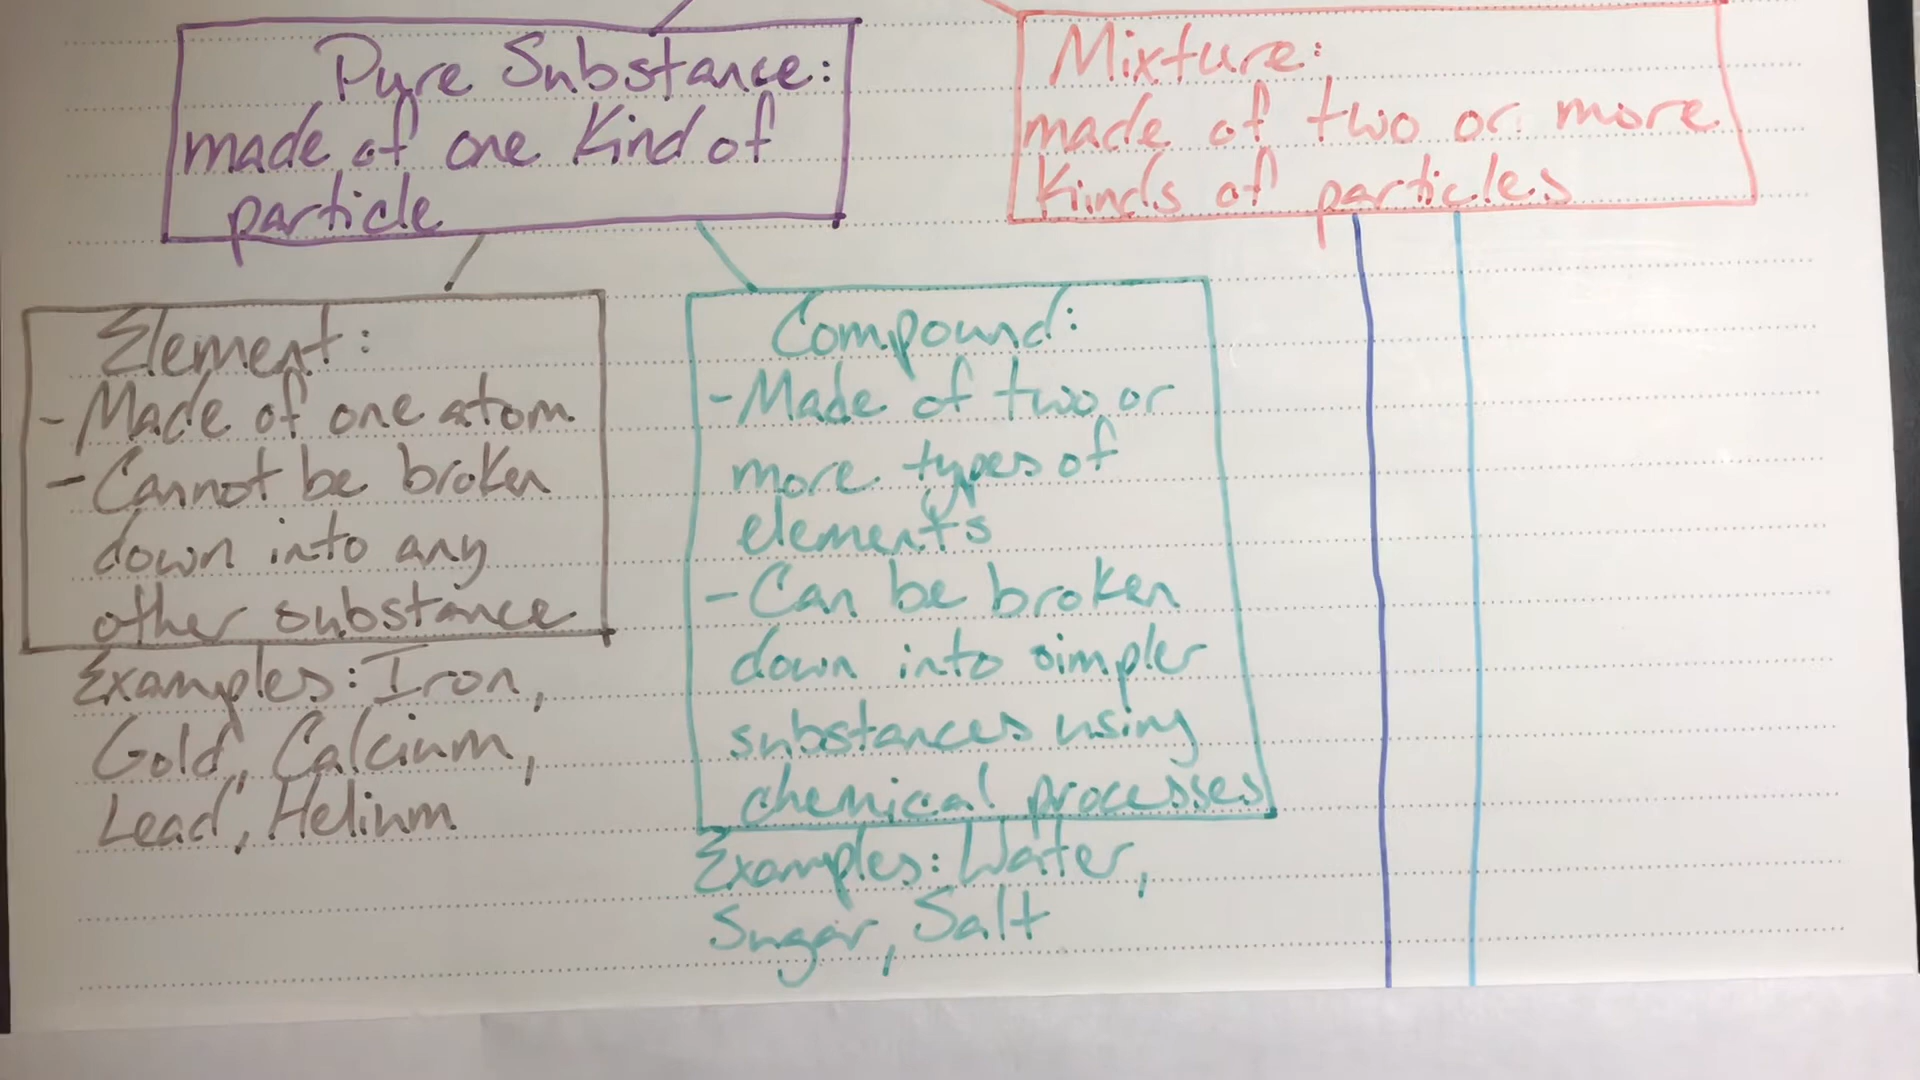 Pure Substance:
made of one kind of
particle
Mixture:
made of two or more
kinds of particles
Element:
- Made of one atom
- Cannot be broken
down into any
other substance
Examples: Iron,
Gold, Calcium,
Lead, Helium
Compound:
- Made of two or
more types of
elements
- Can be broken
down into simpler
substances using
chemical processes
Examples: Water,
Sugar, Salt